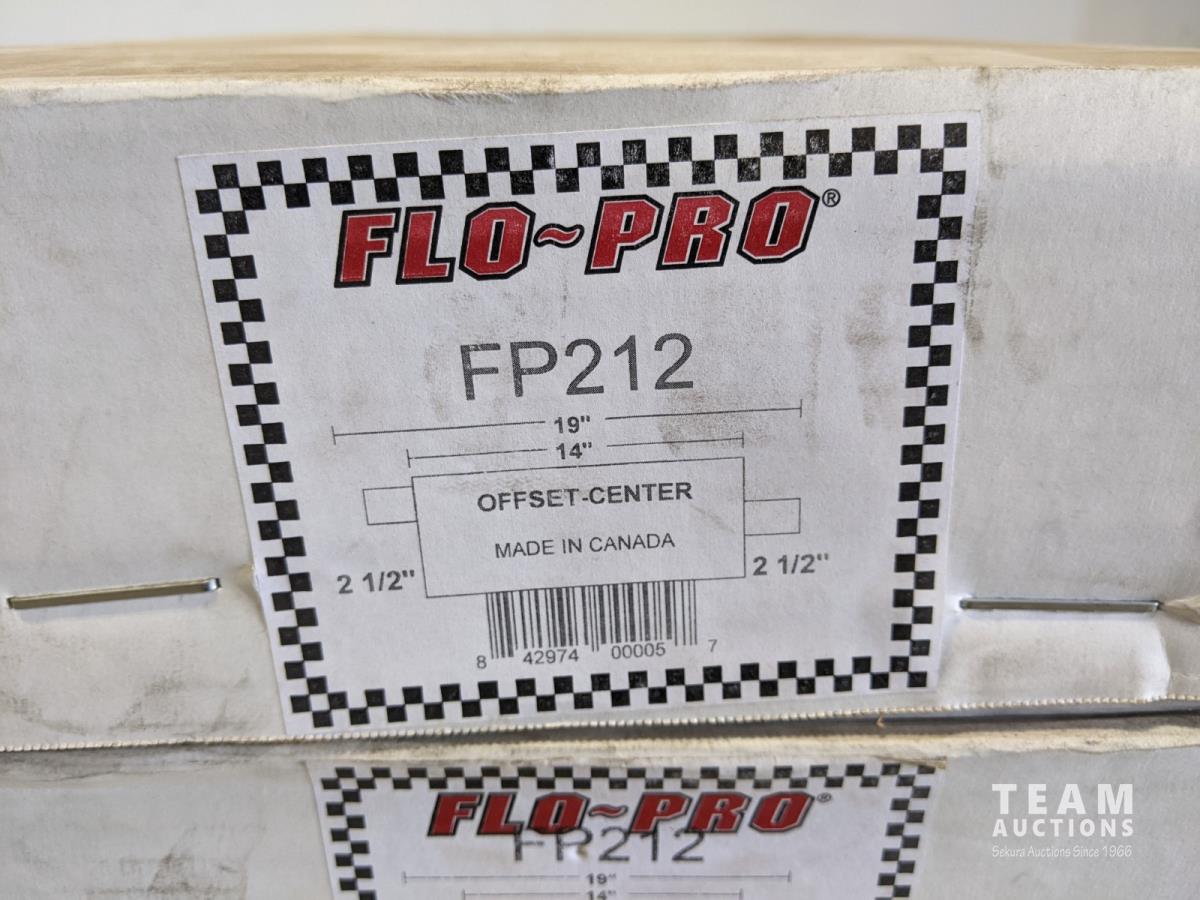 FLO~PRO®
FP212
19"
14"
OFFSET-CENTER
MADE IN CANADA
2 1/2"
2 1/2"
8 42974 00005 7
FLO~PRO®
FP212
19"
14"
TEAM
AUCTIONS
Sekura Auctions Since 1966